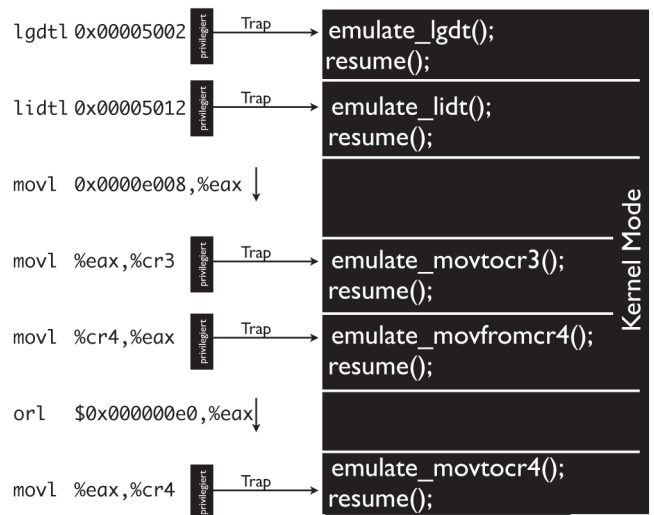 lgdtl 0x00005002 privilegiert Trap emulate_lgdt();
resume();
lidtl 0x00005012 privilegiert Trap emulate_lidt();
resume();
movl 0x0000e008,%eax
movl %eax,%cr3 privilegiert Trap emulate_movtocr3();
resume();
movl %cr4,%eax privilegiert Trap emulate_movfromcr4();
resume();
orl $0x000000e0,%eax
movl %eax,%cr4 privilegiert Trap emulate_movtocr4();
resume();
Kernel Mode